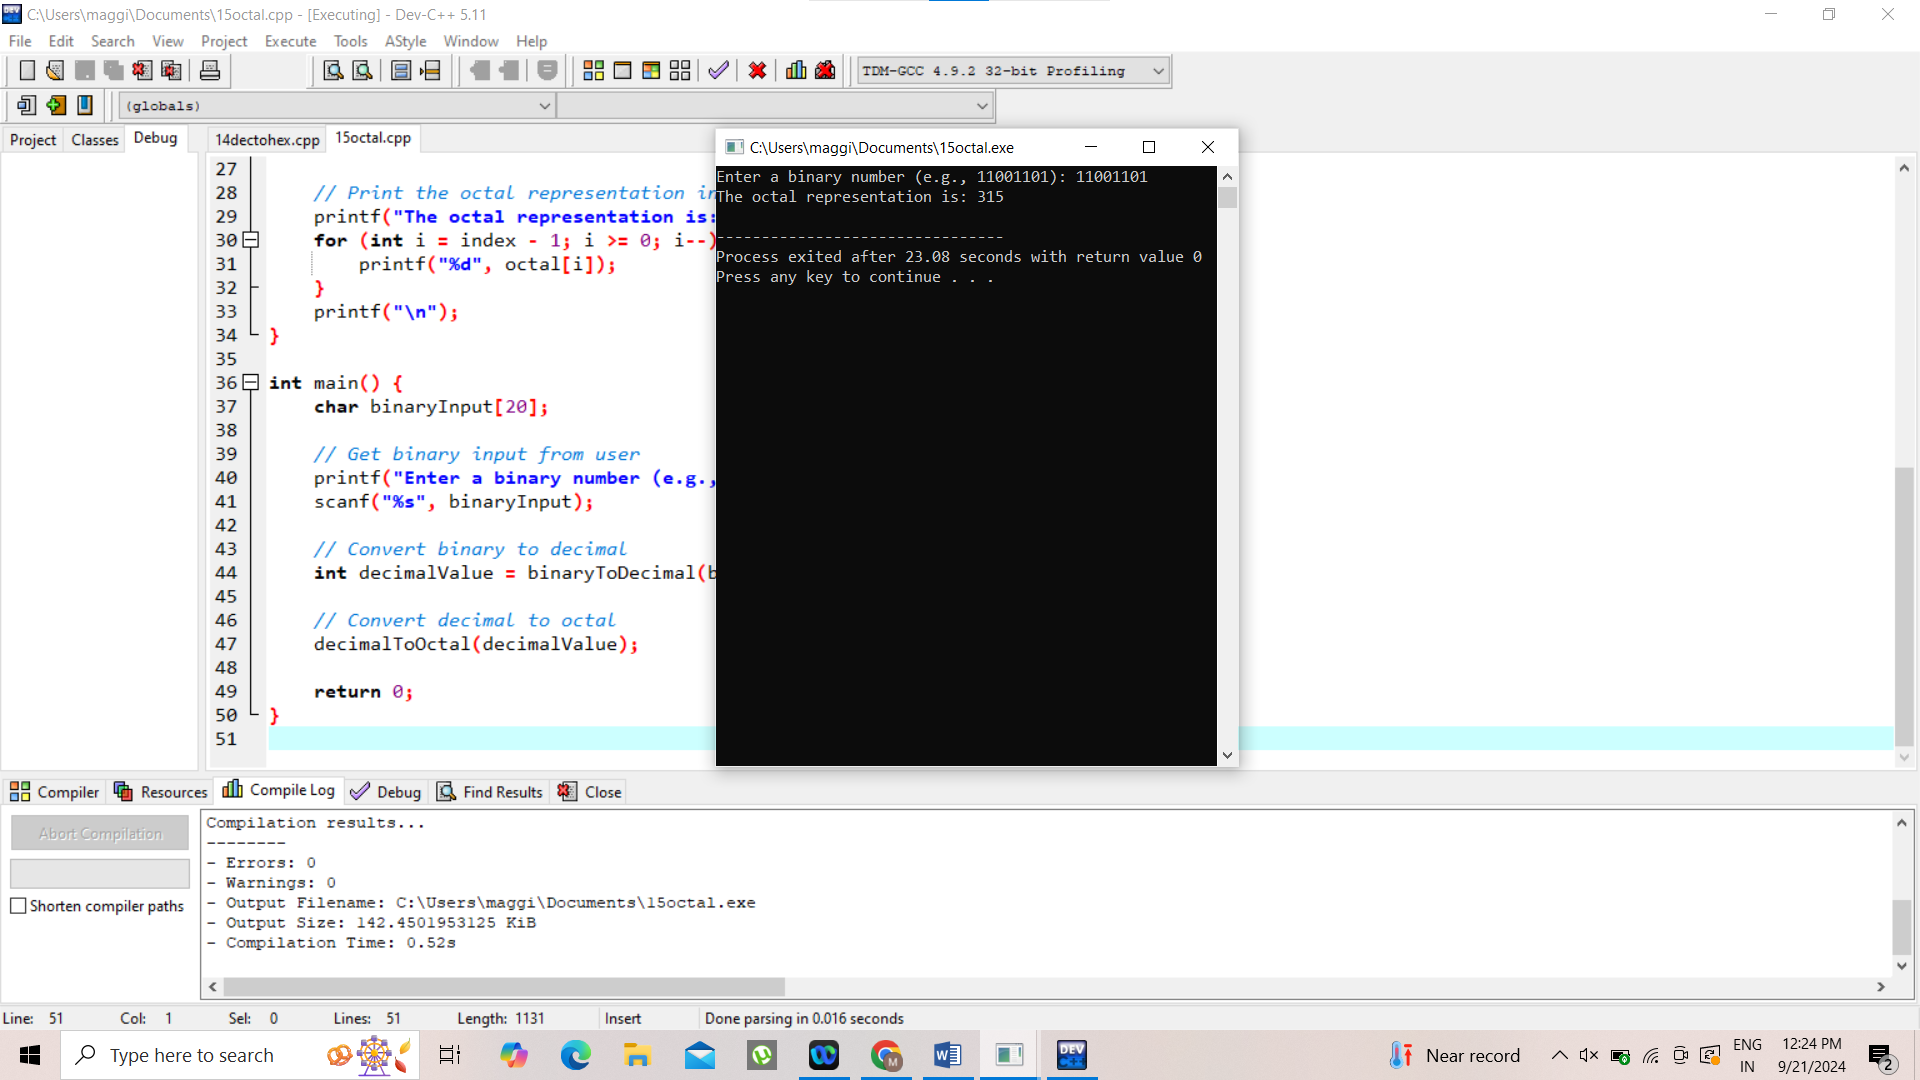 C:\Users\maggi\Documents\15octal.cpp - [Executing] - Dev-C++ 5.11
File Edit Search View Project Execute Tools AStyle Window Help
TDM-GCC 4.9.2 32-bit Profiling
(globals)
Project Classes Debug
14dectohex.cpp 15octal.cpp
27
28 // Print the octal representation in
29 printf("The octal representation is:
30 for (int i = index - 1; i >= 0; i--)
31 printf("%d", octal[i]);
32 }
33 printf("\n");
34 }
35
36 int main() {
37 char binaryInput[20];
38
39 // Get binary input from user
40 printf("Enter a binary number (e.g.,
41 scanf("%s", binaryInput);
42
43 // Convert binary to decimal
44 int decimalValue = binaryToDecimal(b
45
46 // Convert decimal to octal
47 decimalToOctal(decimalValue);
48
49 return 0;
50 }
51
C:\Users\maggi\Documents\15octal.exe
Enter a binary number (e.g., 11001101): 11001101
The octal representation is: 315
--------------------------------
Process exited after 23.08 seconds with return value 0
Press any key to continue . . .
Compiler Resources Compile Log Debug Find Results Close
Abort Compilation
Shorten compiler paths
Compilation results...
--------
- Errors: 0
- Warnings: 0
- Output Filename: C:\Users\maggi\Documents\15octal.exe
- Output Size: 142.4501953125 KiB
- Compilation Time: 0.52s
Line: 51 Col: 1 Sel: 0 Lines: 51 Length: 1131 Insert Done parsing in 0.016 seconds
Type here to search
Near record
ENG
IN
12:24 PM
9/21/2024
2